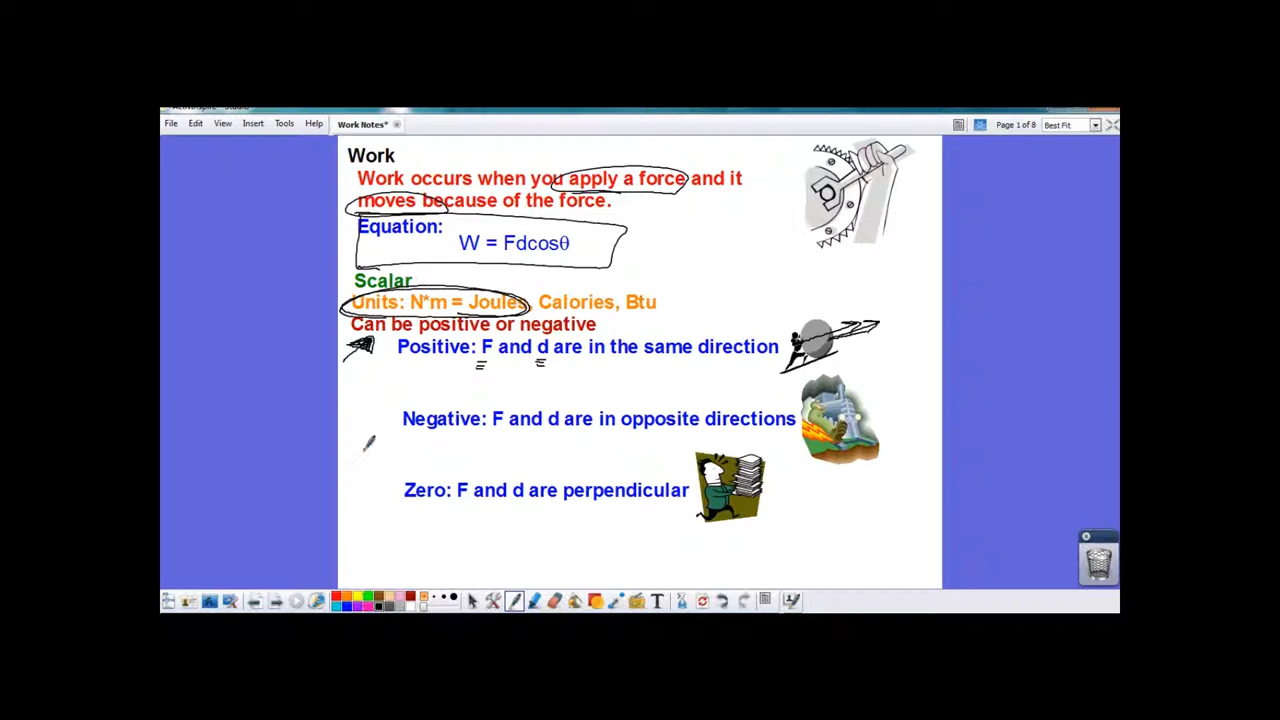 File Edit View Insert Tools Help Work Notes* Page 1 of 8 Best Fit
Work
Work occurs when you apply a force and it
moves because of the force.
Equation:
W = Fdcosθ
Scalar
Units: N*m = Joules, Calories, Btu
Can be positive or negative
Positive: F and d are in the same direction
Negative: F and d are in opposite directions
Zero: F and d are perpendicular
T